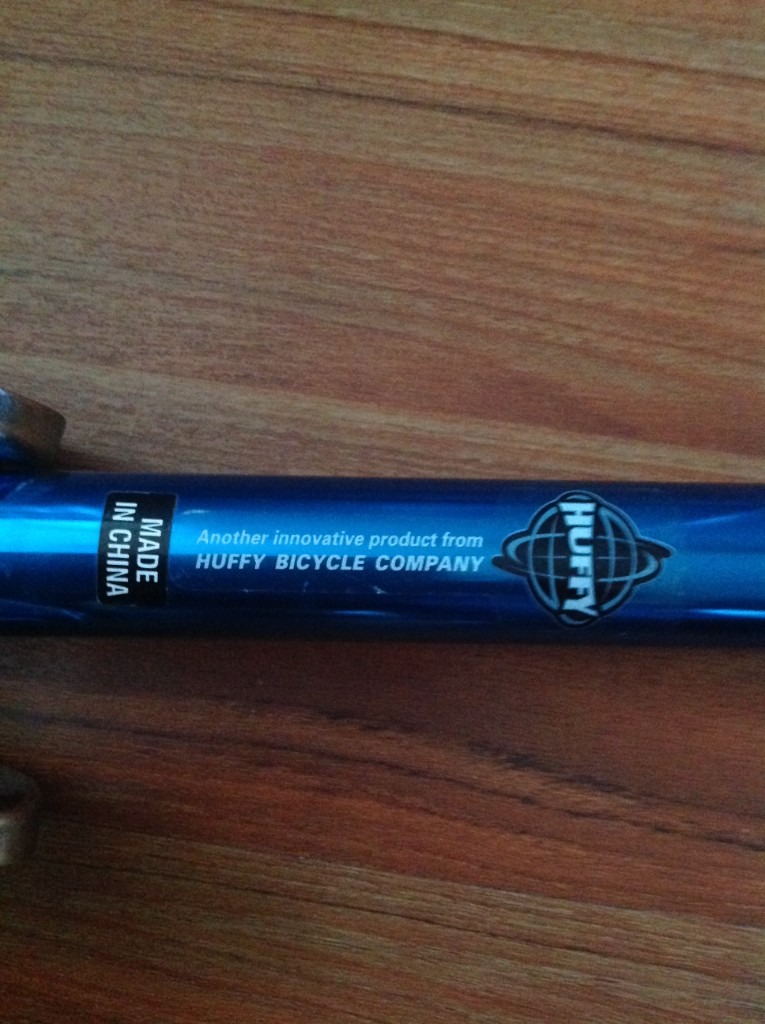 MADE
IN CHINA
Another innovative product from
HUFFY BICYCLE COMPANY
HUFFY